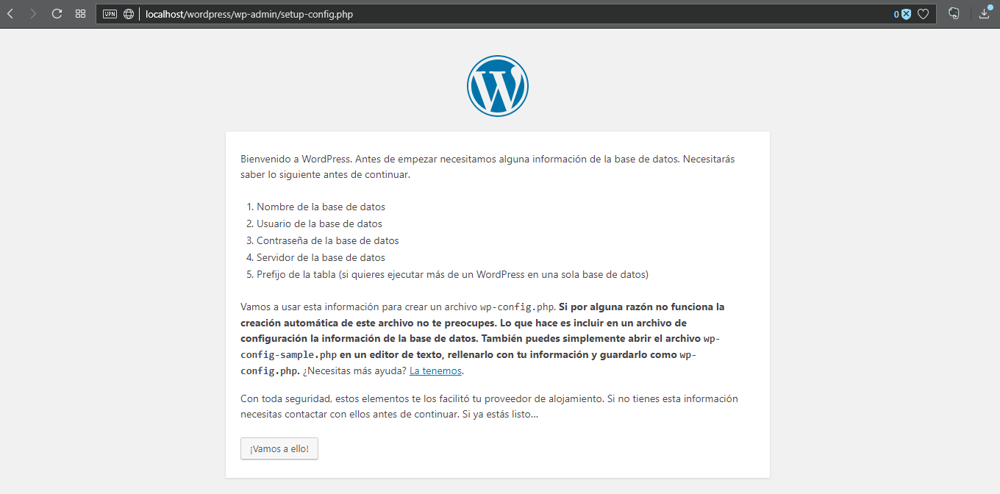 VPN localhost/wordpress/wp-admin/setup-config.php 0
Bienvenido a WordPress. Antes de empezar necesitamos alguna información de la base de datos. Necesitarás
saber lo siguiente antes de continuar.
1. Nombre de la base de datos
2. Usuario de la base de datos
3. Contraseña de la base de datos
4. Servidor de la base de datos
5. Prefijo de la tabla (si quieres ejecutar más de un WordPress en una sola base de datos)
Vamos a usar esta información para crear un archivo wp-config.php. Si por alguna razón no funciona la
creación automática de este archivo no te preocupes. Lo que hace es incluir en un archivo de
configuración la información de la base de datos. También puedes simplemente abrir el archivo wp-
config-sample.php en un editor de texto, rellenarlo con tu información y guardarlo como wp-
config.php. ¿Necesitas más ayuda? La tenemos.
Con toda seguridad, estos elementos te los facilitó tu proveedor de alojamiento. Si no tienes esta información
necesitas contactar con ellos antes de continuar. Si ya estás listo...
¡Vamos a ello!